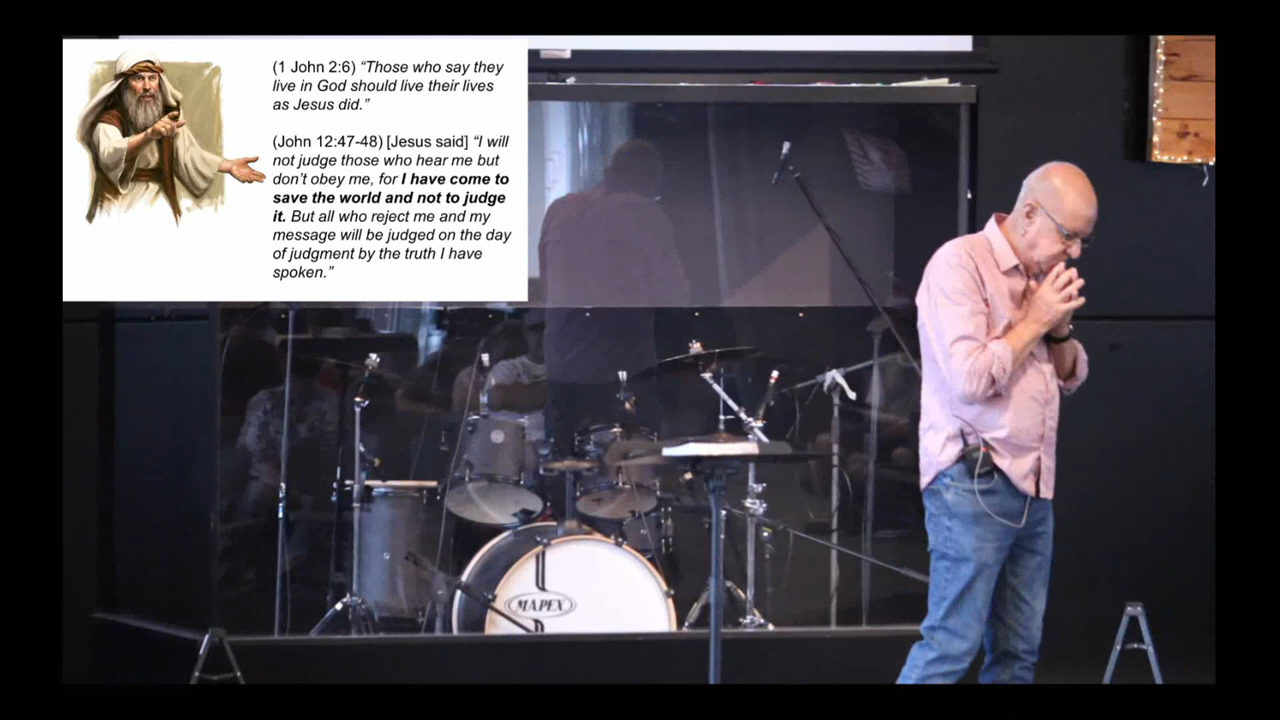 (1 John 2:6) “Those who say they
live in God should live their lives
as Jesus did.”
(John 12:47-48) [Jesus said] “I will
not judge those who hear me but
don’t obey me, for I have come to
save the world and not to judge
it. But all who reject me and my
message will be judged on the day
of judgment by the truth I have
spoken.”
MAPEX